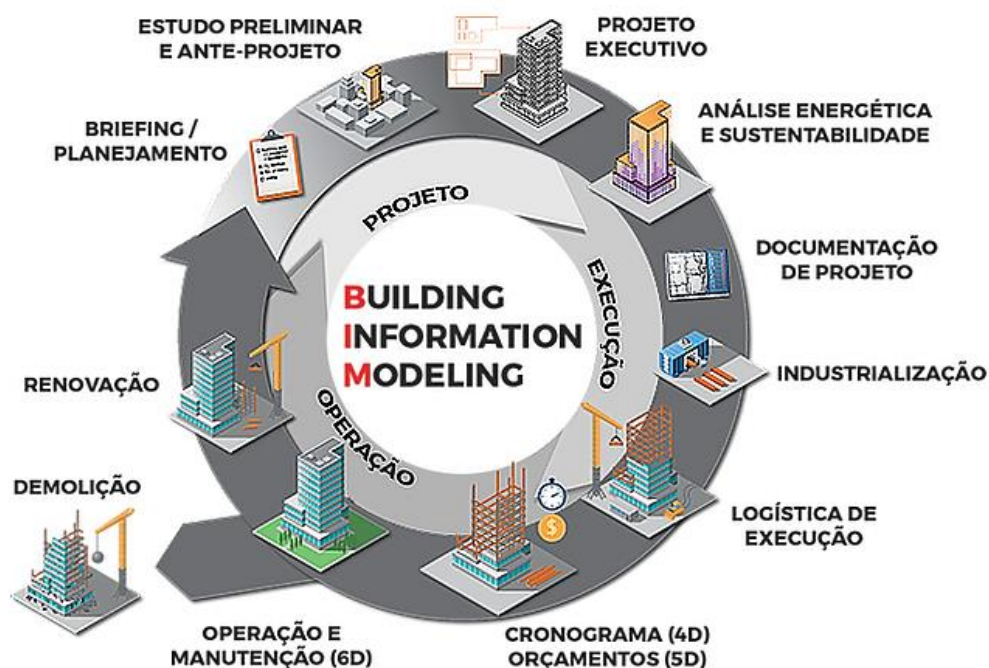 ESTUDO PRELIMINAR
E ANTE-PROJETO
PROJETO
EXECUTIVO
ANÁLISE ENERGÉTICA
E SUSTENTABILIDADE
BRIEFING /
PLANEJAMENTO
PROJETO
DOCUMENTAÇÃO
DE PROJETO
BUILDING
INFORMATION
MODELING
EXECUÇÃO
INDUSTRIALIZAÇÃO
RENOVAÇÃO
OPERAÇÃO
DEMOLIÇÃO
LOGÍSTICA DE
EXECUÇÃO
OPERAÇÃO E
MANUTENÇÃO (6D)
CRONOGRAMA (4D)
ORÇAMENTOS (5D)
$